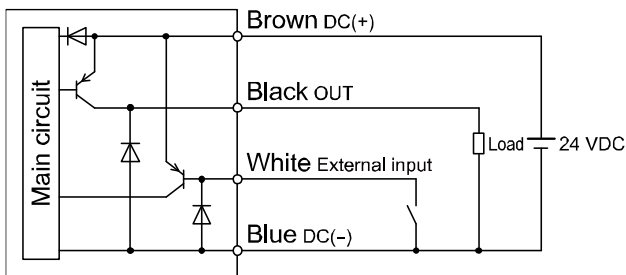 Brown DC(+)
Black OUT
Main circuit
Load
24 VDC
White External input
Blue DC(−)